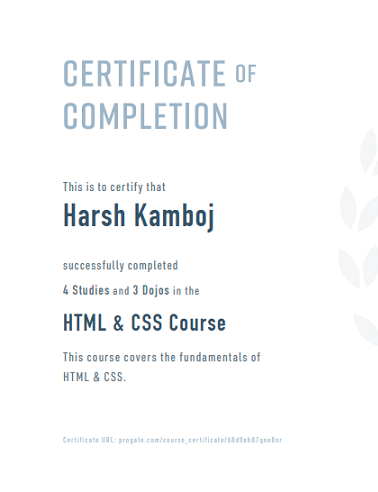 CERTIFICATE OF
COMPLETION
This is to certify that
Harsh Kamboj
successfully completed
4 Studies and 3 Dojos in the
HTML & CSS Course
This course covers the fundamentals of
HTML & CSS.
Certificate URL: progate.com/course_certificate/